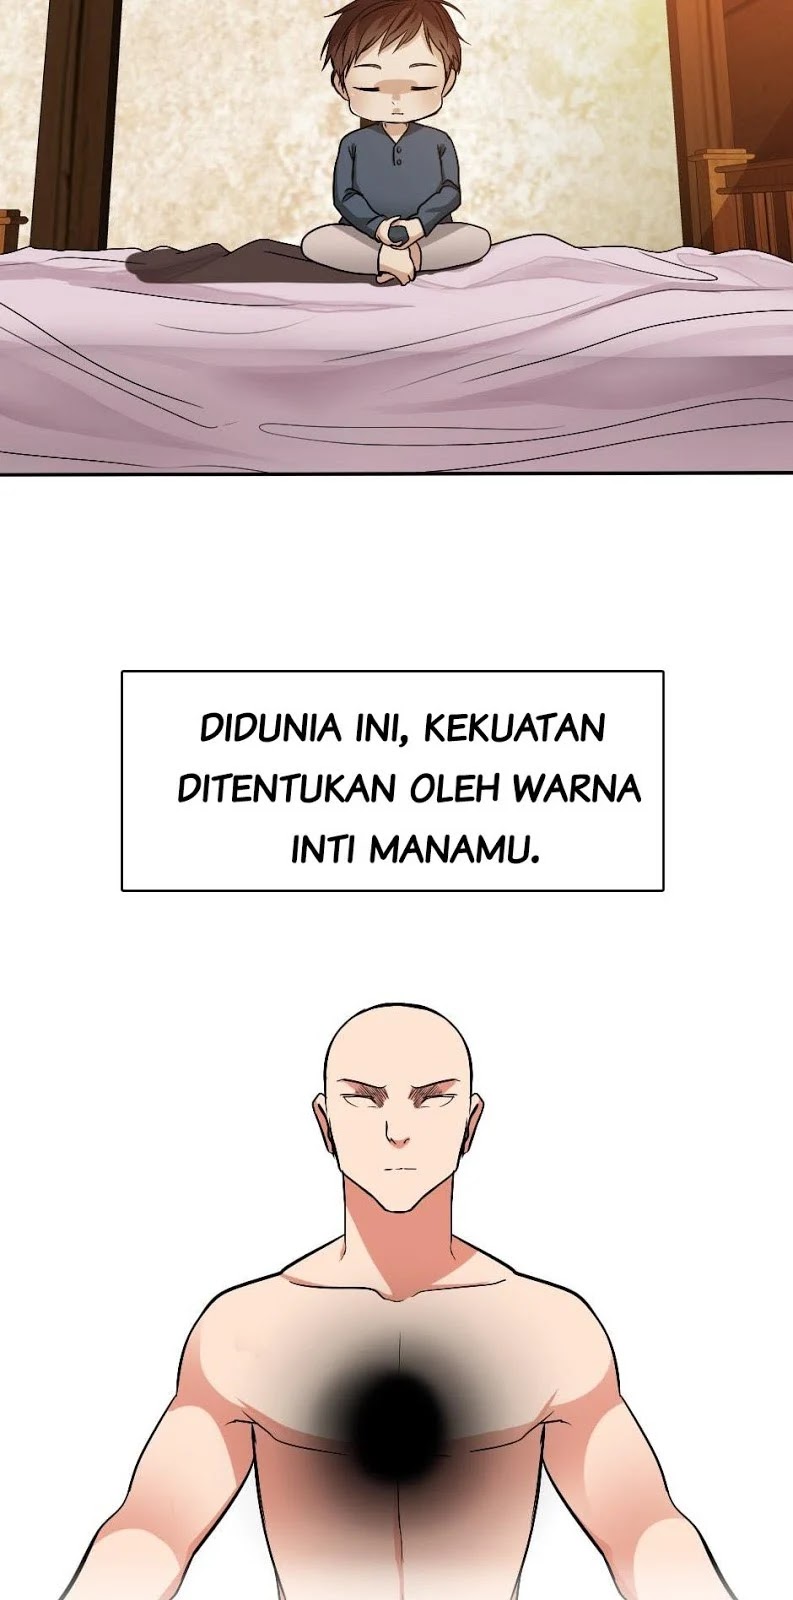 DIDUNIA INI, KEKUATAN
DITENTUKAN OLEH WARNA
INTI MANAMU.